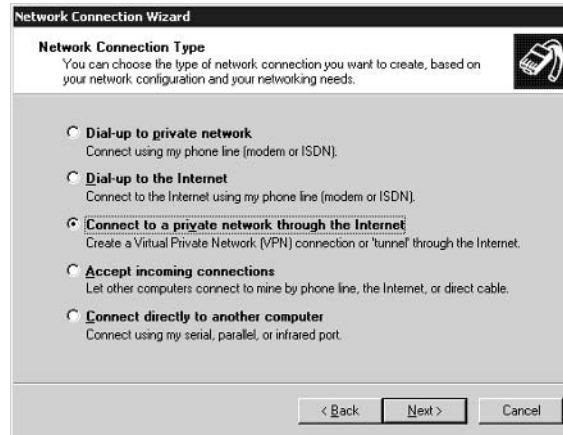 Network Connection Wizard
Network Connection Type
You can choose the type of network connection you want to create, based on
your network configuration and your networking needs.
Dial-up to private network
Connect using my phone line (modem or ISDN).
Dial-up to the Internet
Connect to the Internet using my phone line (modem or ISDN).
Connect to a private network through the Internet
Create a Virtual Private Network (VPN) connection or 'tunnel' through the Internet.
Accept incoming connections
Let other computers connect to mine by phone line, the Internet, or direct cable.
Connect directly to another computer
Connect using my serial, parallel, or infrared port.
< Back Next > Cancel